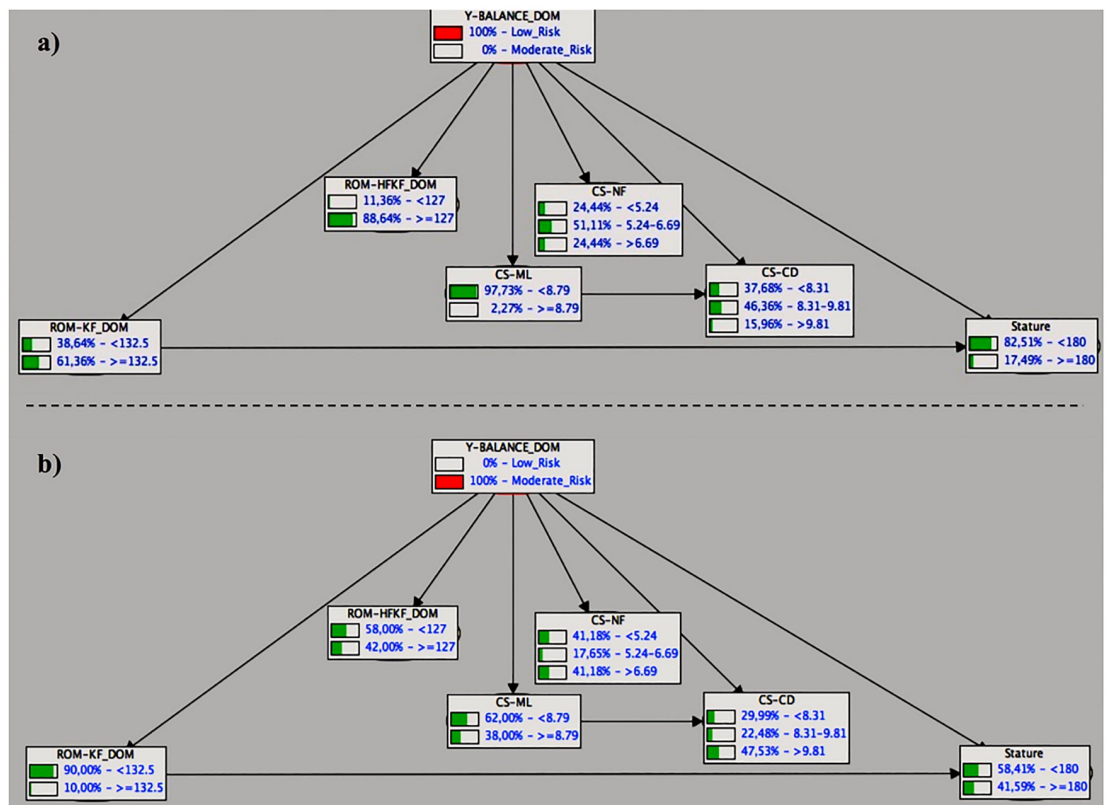 a)
Y-BALANCE_DOM
100% - Low_Risk
0% - Moderate_Risk
ROM-HFKF_DOM
11,36% - <127
88,64% - >=127
CS-NF
24,44% - <5.24
51,11% - 5.24-6.69
24,44% - >6.69
CS-ML
97,73% - <8.79
2,27% - >=8.79
CS-CD
37,68% - <8.31
46,36% - 8.31-9.81
15,96% - >9.81
ROM-KF_DOM
38,64% - <132.5
61,36% - >=132.5
Stature
82,51% - <180
17,49% - >=180
b)
Y-BALANCE_DOM
0% - Low_Risk
100% - Moderate_Risk
ROM-HFKF_DOM
58,00% - <127
42,00% - >=127
CS-NF
41,18% - <5.24
17,65% - 5.24-6.69
41,18% - >6.69
CS-ML
62,00% - <8.79
38,00% - >=8.79
CS-CD
29,99% - <8.31
22,48% - 8.31-9.81
47,53% - >9.81
ROM-KF_DOM
90,00% - <132.5
10,00% - >=132.5
Stature
58,41% - <180
41,59% - >=180